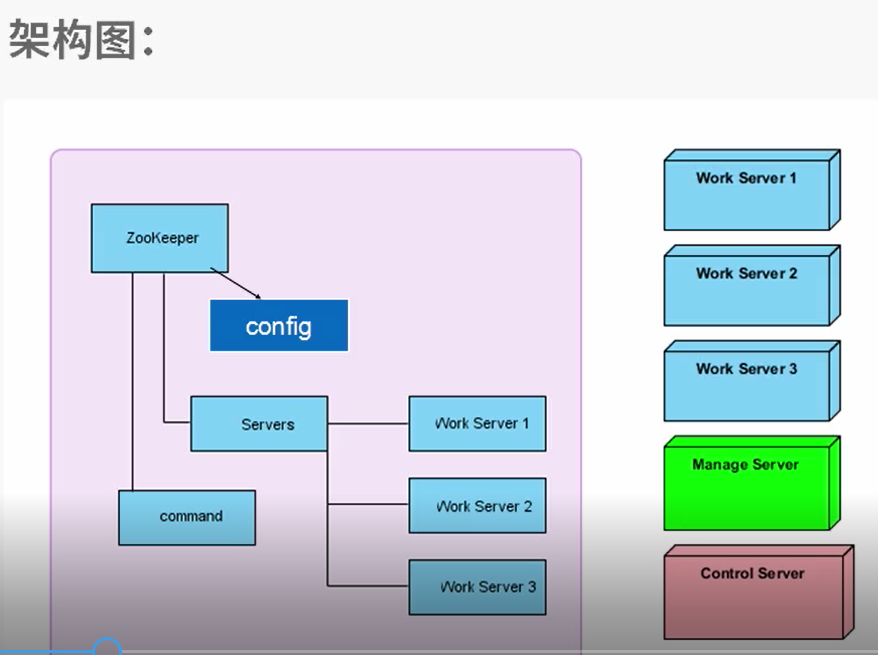 架构图：
ZooKeeper
config
Servers
command
Work Server 1
Work Server 2
Work Server 3
Work Server 1
Work Server 2
Work Server 3
Manage Server
Control Server